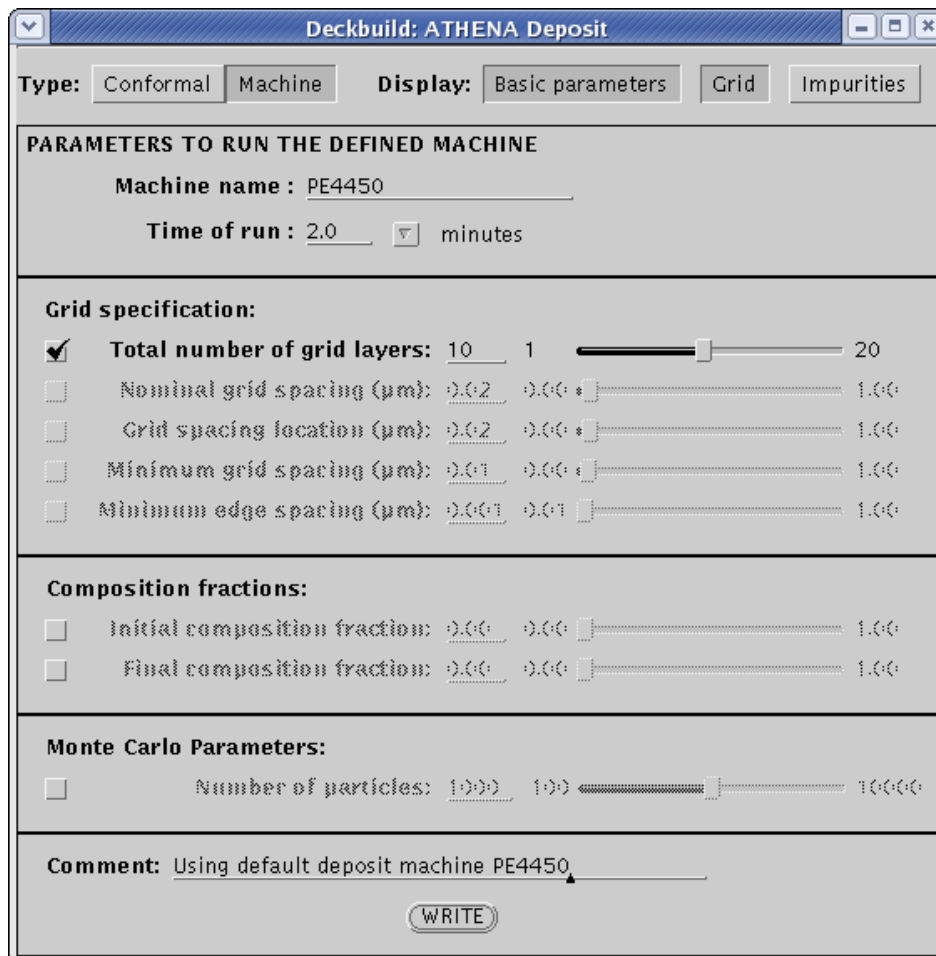 Deckbuild: ATHENA Deposit
Type: Conformal Machine Display: Basic parameters Grid Impurities
PARAMETERS TO RUN THE DEFINED MACHINE
Machine name : PE4450
Time of run : 2.0 minutes
Grid specification:
Total number of grid layers: 10 1 20
Nominal grid spacing (µm): 0.02 0.00 1.00
Grid spacing location (µm): 0.02 0.00 1.00
Minimum grid spacing (µm): 0.01 0.00 1.00
Minimum edge spacing (µm): 0.001 0.01 1.00
Composition fractions:
Initial composition fraction: 0.00 0.00 1.00
Final composition fraction: 0.00 0.00 1.00
Monte Carlo Parameters:
Number of particles: 1000 100 10000
Comment: Using default deposit machine PE4450
WRITE